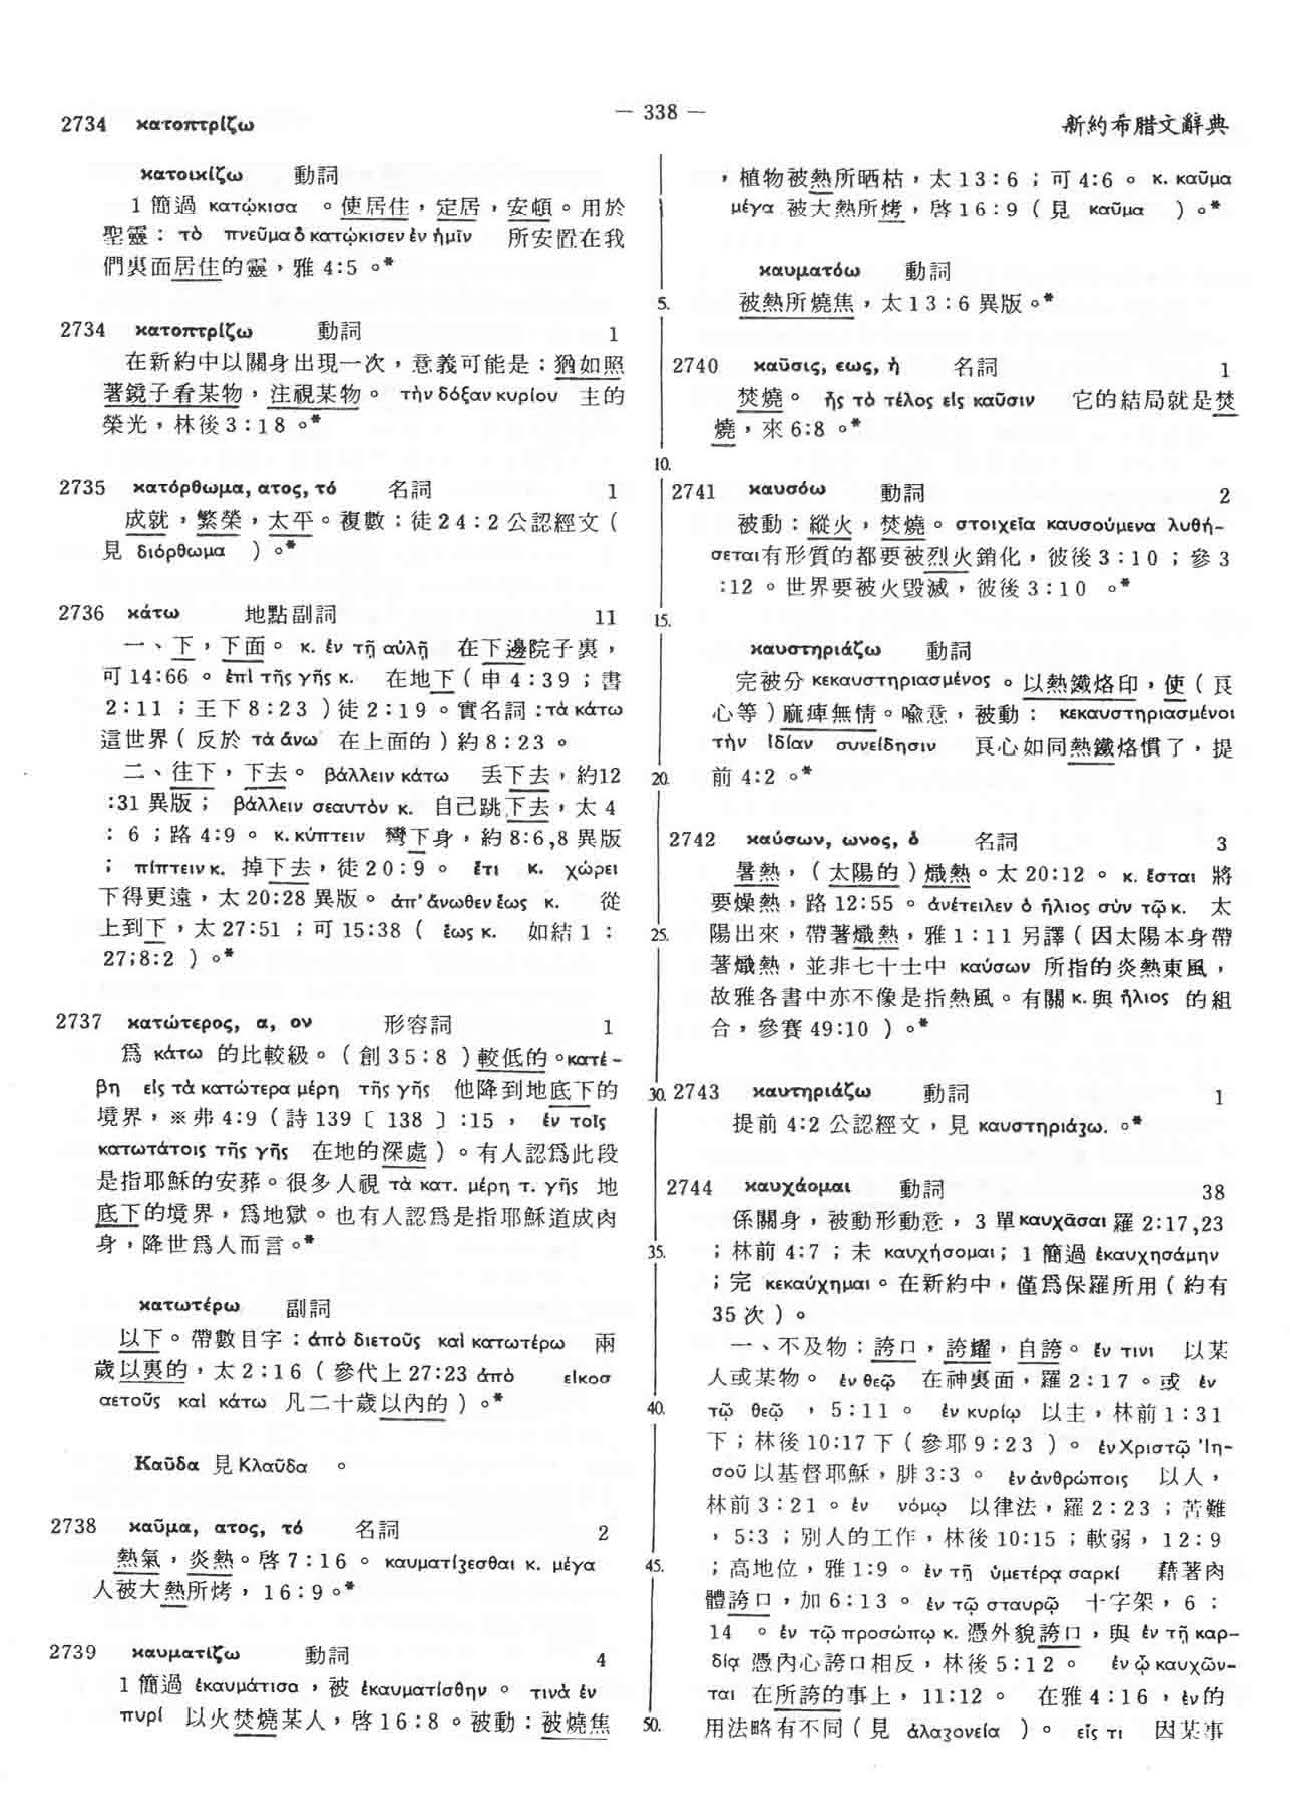 2734 κατοπτρίζω
— 338 —
新約希腊文辭典
κατοικίζω 動詞
1 簡過 κατῴκισα 。使居住，定居，安頓。用於
聖靈：τὸ πνεῦμα ὃ κατῴκισεν ἐν ἡμῖν 所安置在我
們裏面居住的靈，雅 4:5 。*
2734 κατοπτρίζω 動詞 1
在新約中以關身出現一次，意義可能是：猶如照
著鏡子看某物，注視某物。 τὴν δόξαν κυρίου 主的
榮光，林後 3:18 。*
2735 κατόρθωμα, ατος, τό 名詞 1
成就，繁榮，太平。複數：徒 24:2 公認經文（
見 διόρθωμα ）。*
2736 κάτω 地點副詞 11
一、下，下面。 κ. ἐν τῇ αὐλῇ 在下邊院子裏，
可 14:66 。 ἐπὶ τῆς γῆς κ. 在地下（申 4:39 ；書
2:11 ；王下 8:23 ）徒 2:19 。實名詞：τὰ κάτω
這世界（反於 τὰ ἄνω 在上面的）約 8:23 。
二、往下，下去。 βάλλειν κάτω 丢下去，約12
:31 異版； βάλλειν σεαυτὸν κ. 自己跳下去，太 4
: 6 ；路 4:9 。 κ. κύπτειν 彎下身，約 8:6,8 異版
； πίπτειν κ. 掉下去，徒 20:9 。 ἔτι κ. χώρει
下得更遠，太 20:28 異版。 ἀπ' ἄνωθεν ἕως κ. 從
上到下，太 27:51 ；可 15:38 （ ἕως κ. 如結 1 :
27;8:2 ）。*
2737 κατώτερος, α, ον 形容詞 1
爲 κάτω 的比較級。（創 35:8 ）較低的。κατέ-
βη εἰς τὰ κατώτερα μέρη τῆς γῆς 他降到地底下的
境界，※弗 4:9（詩 139〔 138 〕:15 ， ἐν τοῖς
κατωτάτοις τῆς γῆς 在地的深處）。有人認爲此段
是指耶穌的安葬。很多人視 τὰ κατ. μέρη τ. γῆς 地
底下的境界，爲地獄。也有人認爲是指耶穌道成肉
身，降世爲人而言。*
κατωτέρω 副詞
以下。帶數目字：ἀπὸ διετοῦς καὶ κατωτέρω 兩
歲以裏的，太 2:16（參代上 27:23 ἀπὸ εἰκοσ
αετοῦς καὶ κάτω 凡二十歲以內的）。*
Καῦδα 見 Κλαῦδα 。
2738 καῦμα, ατος, τό 名詞 2
熱氣，炎熱。啓 7:16 。 καυματίζεσθαι κ. μέγα
人被大熱所烤， 16:9 。*
2739 καυματίζω 動詞 4
1 簡過 ἐκαυμάτισα ，被 ἐκαυματίσθην 。 τινὰ ἐν
πυρί 以火焚燒某人，啓 16:8 。被動：被燒焦
5.
10.
15.
20.
25.
30.
35.
40.
45.
50.
，植物被熱所晒枯，太 13:6 ；可 4:6 。 κ. καῦμα
μέγα 被大熱所烤，啓 16:9（見 καῦμα ）。*
καυματόω 動詞
被熱所燒焦，太 13:6 異版。*
2740 καῦσις, εως, ἡ 名詞 1
焚燒。 ἧς τὸ τέλος εἰς καῦσιν 它的結局就是焚
燒，來 6:8 。*
2741 καυσόω 動詞 2
被動：縱火，焚燒。 στοιχεῖα καυσούμενα λυθή-
σεται 有形質的都要被烈火銷化，彼後 3:10 ；參 3
:12 。世界要被火毀滅，彼後 3:10 。*
καυστηριάζω 動詞
完被分 κεκαυστηριασμένος 。以熱鐵烙印，使（良
心等）痲痺無情。喩意，被動： κεκαυστηριασμένοι
τὴν ἰδίαν συνείδησιν 良心如同熱鐵烙慣了，提
前 4:2 。*
2742 καύσων, ωνος, ὁ 名詞 3
暑熱，（太陽的）熾熱。太 20:12 。 κ. ἔσται 將
要燥熱，路 12:55 。 ἀνέτειλεν ὁ ἥλιος σὺν τῷ κ. 太
陽出來，帶著熾熱，雅 1:11 另譯（因太陽本身帶
著熾熱，並非七十士中 καύσων 所指的炎熱東風，
故雅各書中亦不像是指熱風。有關 κ. 與 ἥλιος 的組
合，參賽 49:10 ）。*
2743 καυτηριάζω 動詞 1
提前 4:2 公認經文，見 καυστηριάζω. 。*
2744 καυχάομαι 動詞 38
係關身，被動形動意， 3 單 καυχᾶσαι 羅 2:17,23
；林前 4:7 ；未 καυχήσομαι；1 簡過 ἐκαυχησάμην
；完 κεκαύχημαι 。在新約中，僅爲保羅所用（約有
35 次）。
一、不及物：誇口，誇耀，自誇。 ἔν τινι 以某
人或某物。 ἐν θεῷ 在神裏面，羅 2:17 。或 ἐν
τῷ θεῷ ， 5:11 。 ἐν κυρίῳ 以主，林前 1:31
下；林後 10:17 下（參耶 9:23 ）。 ἐν Χριστῷ Ἰη-
σοῦ 以基督耶穌，腓 3:3 。 ἐν ἀνθρώποις 以人，
林前 3:21 。 ἐν νόμῳ 以律法，羅 2:23 ；苦難
， 5:3 ；別人的工作，林後 10:15 ；軟弱， 12:9
；高地位，雅 1:9 。 ἐν τῇ ὑμετέρᾳ σαρκί 藉著肉
體誇口，加 6:13 。 ἐν τῷ σταυρῷ 十字架， 6 :
14 。 ἐν τῷ προσώπῳ κ. 憑外貌誇口，與 ἐν τῇ καρ-
δίᾳ 憑內心誇口相反，林後 5:12 。 ἐν ᾧ καυχῶν-
ται 在所誇的事上， 11:12 。 在雅 4:16 ， ἐν 的
用法略有不同（見 ἀλαζονεία ）。 εἴς τι 因某事